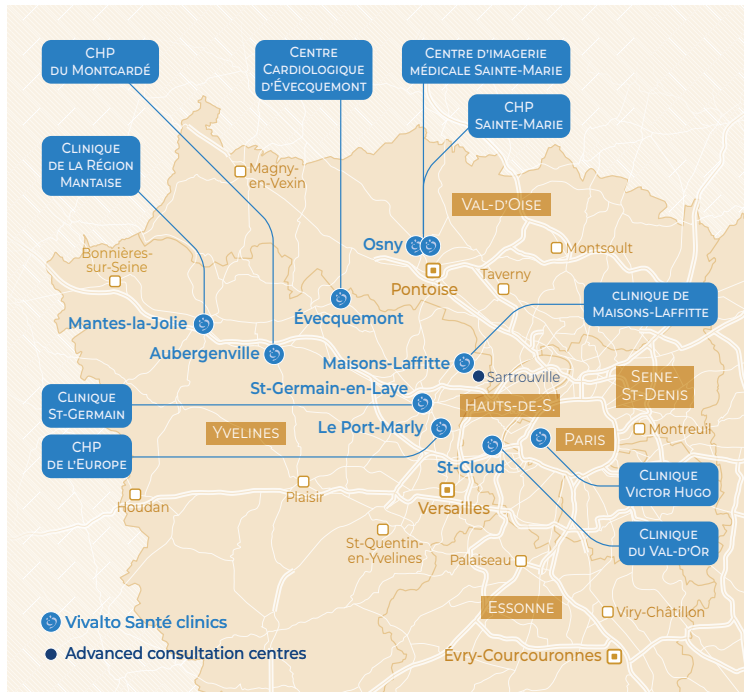 CHP
DU MONTGARDÉ
CENTRE
CARDIOLOGIQUE
D'ÉVECQUEMONT
CENTRE D'IMAGERIE
MÉDICALE SAINTE-MARIE
CHP
SAINTE-MARIE
CLINIQUE
DE LA RÉGION
MANTAISE
Magny-
en-Vexin
VAL-D'OISE
Osny
Montsoult
Bonnières-
sur-Seine
Pontoise
Taverny
CLINIQUE DE
MAISONS-LAFFITTE
Évecquemont
Mantes-la-Jolie
Aubergenville
Maisons-Laffitte
Sartrouville
SEINE-
ST-DENIS
St-Germain-en-Laye
CLINIQUE
ST-GERMAIN
HAUTS-DE-S.
YVELINES
Le Port-Marly
Montreuil
PARIS
CHP
DE L'EUROPE
St-Cloud
CLINIQUE
VICTOR HUGO
Houdan
Plaisir
Versailles
St-Quentin-
en-Yvelines
CLINIQUE
DU VAL-D'OR
Palaiseau
ESSONNE
Viry-Châtillon
Vivalto Santé clinics
Advanced consultation centres
Évry-Courcouronnes